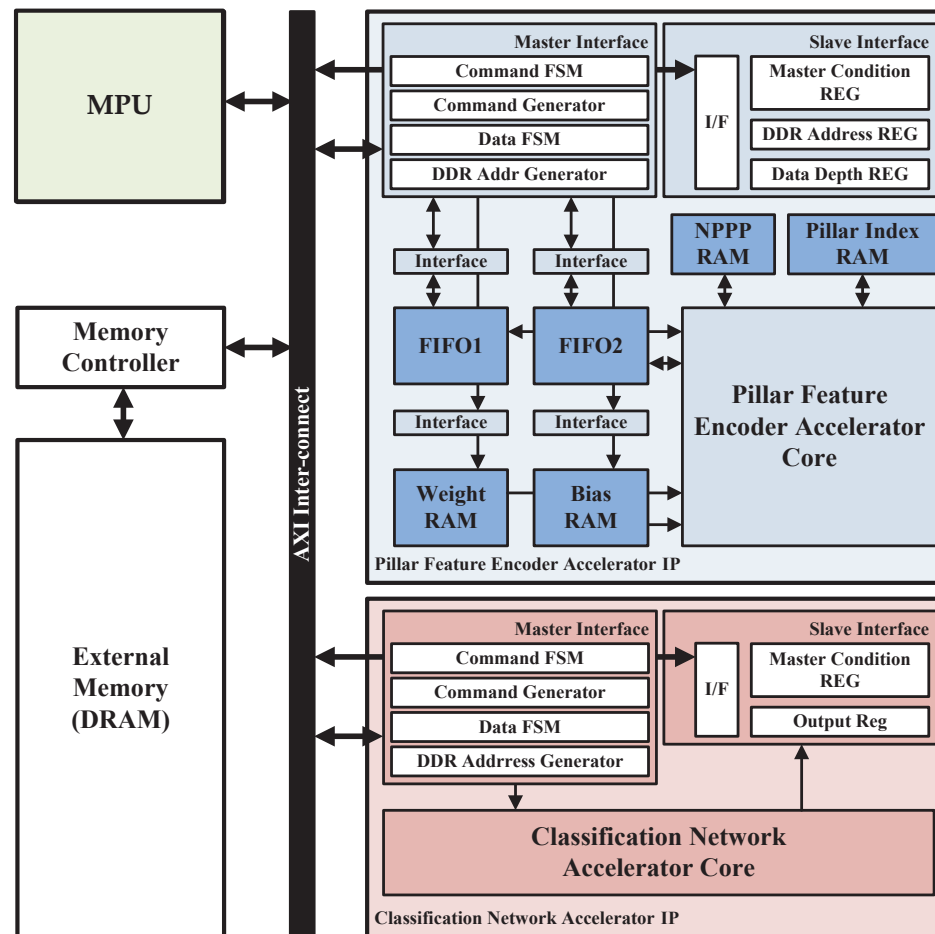 MPU
Memory
Controller
External
Memory
(DRAM)
AXI Inter-connect
Master Interface
Command FSM
Command Generator
Data FSM
DDR Addr Generator
Slave Interface
I/F
Master Condition
REG
DDR Address REG
Data Depth REG
Interface
Interface
NPPP
RAM
Pillar Index
RAM
FIFO1
FIFO2
Interface
Interface
Weight
RAM
Bias
RAM
Pillar Feature
Encoder Accelerator
Core
Pillar Feature Encoder Accelerator IP
Master Interface
Command FSM
Command Generator
Data FSM
DDR Addrress Generator
Slave Interface
I/F
Master Condition
REG
Output Reg
Classification Network
Accelerator Core
Classification Network Accelerator IP